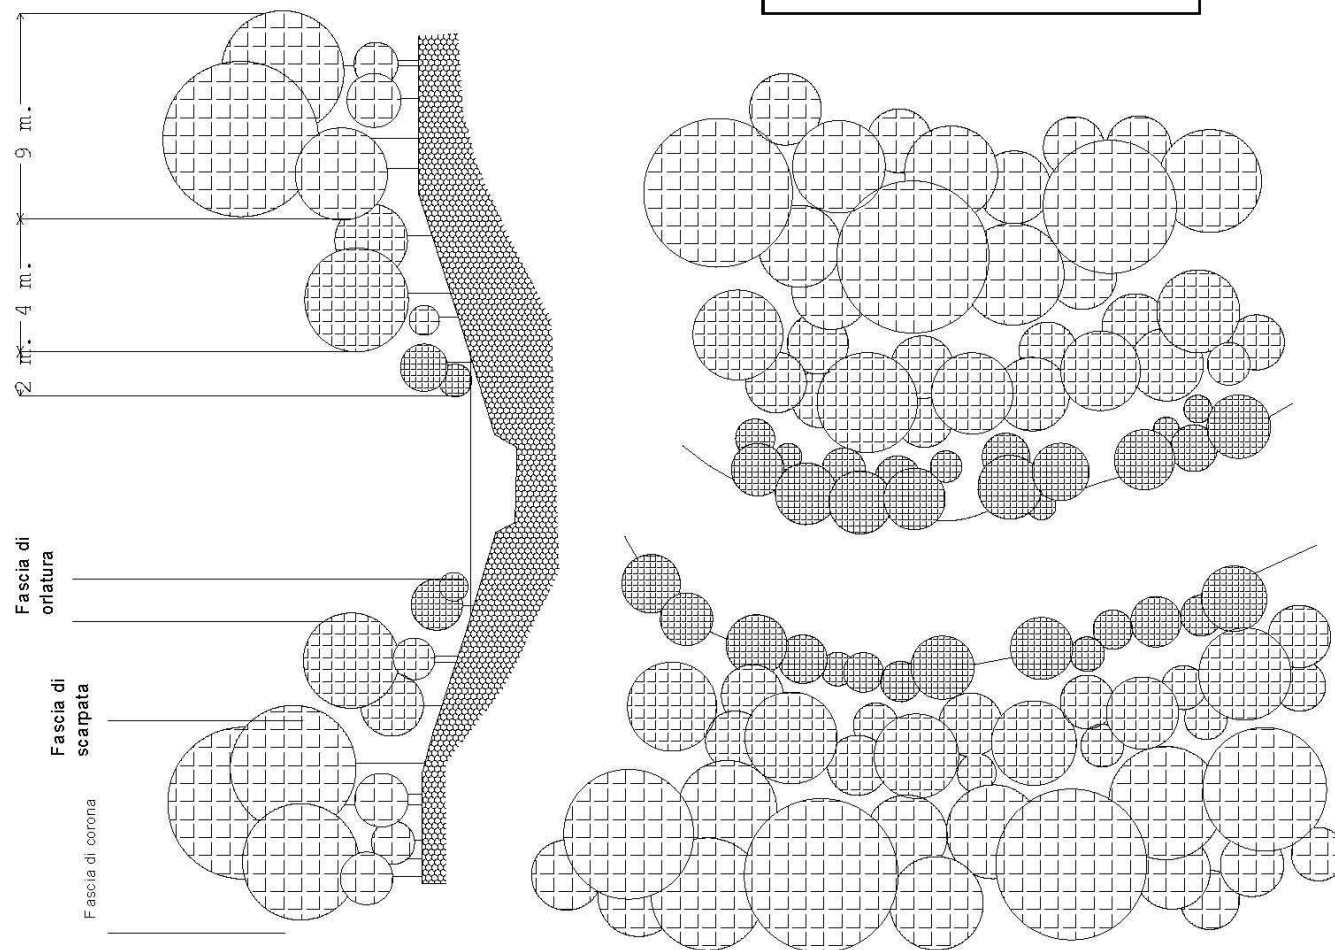 9 m.
4 m.
2 m.
Fascia di
orlatura
Fascia di
scarpata
Fascia di corona